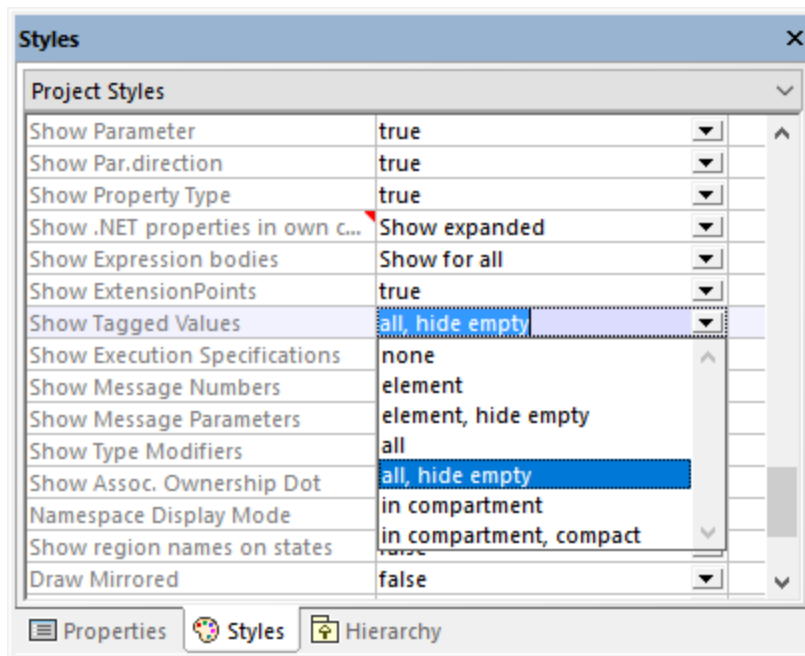 Styles
Project Styles
Show Parameter true
Show Par.direction true
Show Property Type true
Show .NET properties in own c... Show expanded
Show Expression bodies Show for all
Show ExtensionPoints true
Show Tagged Values all, hide empty
Show Execution Specifications none
Show Message Numbers element
Show Message Parameters element, hide empty
Show Type Modifiers all
Show Assoc. Ownership Dot all, hide empty
Namespace Display Mode in compartment
Show region names on states in compartment, compact
Draw Mirrored false
Properties Styles Hierarchy